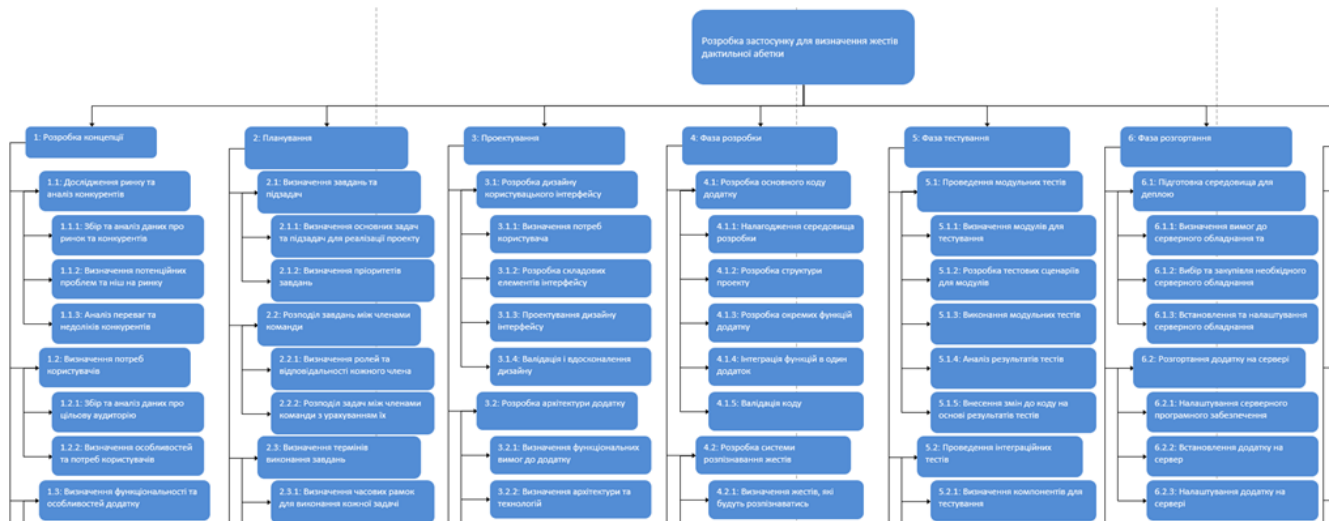 Розробка застосунку для визначення жестів
дактильної абетки
1: Розробка концепції
1.1: Дослідження ринку та
аналіз конкурентів
1.1.1: Збір та аналіз даних про
ринок та конкурентів
1.1.2: Визначення потенційних
проблем та ніш на ринку
1.1.3: Аналіз переваг та
недоліків конкурентів
1.2: Визначення потреб
користувачів
1.2.1: Збір та аналіз даних про
цільову аудиторію
1.2.2: Визначення особливостей
та потреб користувачів
1.3: Визначення функціональності та
особливостей додатку
2: Планування
2.1: Визначення завдань та
підзадач
2.1.1: Визначення основних задач
та підзадач для реалізації проекту
2.1.2: Визначення пріоритетів
завдань
2.2: Розподіл завдань між членами
команди
2.2.1: Визначення ролей та
відповідальності кожного члена
2.2.2: Розподіл задач між членами
команди з урахуванням їх
2.3: Визначення термінів
виконання завдань
2.3.1: Визначення часових рамок
для виконання кожної задачі
3: Проектування
3.1: Розробка дизайну
користувацького інтерфейсу
3.1.1: Визначення потреб
користувача
3.1.2: Розробка складових
елементів інтерфейсу
3.1.3: Проектування дизайну
інтерфейсу
3.1.4: Валідація і вдосконалення
дизайну
3.2: Розробка архітектури додатку
3.2.1: Визначення функціональних
вимог до додатку
3.2.2: Визначення архітектури та
технологій
4: Фаза розробки
4.1: Розробка основного коду
додатку
4.1.1: Налагодження середовища
розробки
4.1.2: Розробка структури
проекту
4.1.3: Розробка окремих функцій
додатку
4.1.4: Інтеграція функцій в один
додаток
4.1.5: Валідація коду
4.2: Розробка системи
розпізнавання жестів
4.2.1: Визначення жестів, які
будуть розпізнаватись
5: Фаза тестування
5.1: Проведення модульних тестів
5.1.1: Визначення модулів для
тестування
5.1.2: Розробка тестових сценаріїв
для модулів
5.1.3: Виконання модульних тестів
5.1.4: Аналіз результатів тестів
5.1.5: Внесення змін до коду на
основі результатів тестів
5.2: Проведення інтеграційних
тестів
5.2.1: Визначення компонентів для
тестування
6: Фаза розгортання
6.1: Підготовка середовища для
деплою
6.1.1: Визначення вимог до
серверного обладнання та
6.1.2: Вибір та закупівля необхідного
серверного обладнання
6.1.3: Встановлення та налаштування
серверного обладнання
6.2: Розгортання додатку на сервері
6.2.1: Налаштування серверного
програмного забезпечення
6.2.2: Встановлення додатку на
сервер
6.2.3: Налаштування додатку на
сервері